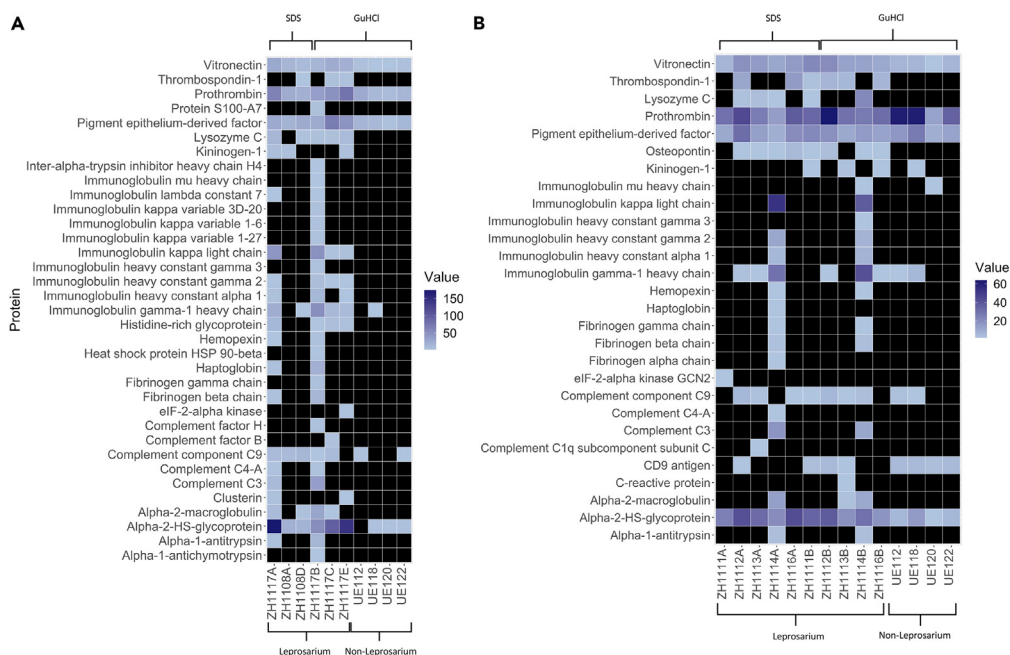 A
SDS
GuHCl
Protein
Vitronectin
Thrombospondin-1
Prothrombin
Protein S100-A7
Pigment epithelium-derived factor
Lysozyme C
Kininogen-1
Inter-alpha-trypsin inhibitor heavy chain H4
Immunoglobulin mu heavy chain
Immunoglobulin lambda constant 7
Immunoglobulin kappa variable 3D-20
Immunoglobulin kappa variable 1-6
Immunoglobulin kappa variable 1-27
Immunoglobulin kappa light chain
Immunoglobulin heavy constant gamma 3
Immunoglobulin heavy constant gamma 2
Immunoglobulin heavy constant alpha 1
Immunoglobulin gamma-1 heavy chain
Histidine-rich glycoprotein
Hemopexin
Heat shock protein HSP 90-beta
Haptoglobin
Fibrinogen gamma chain
Fibrinogen beta chain
eIF-2-alpha kinase
Complement factor H
Complement factor B
Complement component C9
Complement C4-A
Complement C3
Clusterin
Alpha-2-macroglobulin
Alpha-2-HS-glycoprotein
Alpha-1-antitrypsin
Alpha-1-antichymotrypsin
ZH1117A
ZH1108A
ZH1108D
ZH1117B
ZH1117C
ZH1117E
UE112
UE118
UE120
UE122
Leprosarium
Non-Leprosarium
Value
150
100
50
B
SDS
GuHCl
Vitronectin
Thrombospondin-1
Lysozyme C
Prothrombin
Pigment epithelium-derived factor
Osteopontin
Kininogen-1
Immunoglobulin mu heavy chain
Immunoglobulin kappa light chain
Immunoglobulin heavy constant gamma 3
Immunoglobulin heavy constant gamma 2
Immunoglobulin heavy constant alpha 1
Immunoglobulin gamma-1 heavy chain
Hemopexin
Haptoglobin
Fibrinogen gamma chain
Fibrinogen beta chain
Fibrinogen alpha chain
eIF-2-alpha kinase GCN2
Complement component C9
Complement C4-A
Complement C3
Complement C1q subcomponent subunit C
CD9 antigen
C-reactive protein
Alpha-2-macroglobulin
Alpha-2-HS-glycoprotein
Alpha-1-antitrypsin
ZH1111A
ZH1112A
ZH1113A
ZH1114A
ZH1116A
ZH1111B
ZH1112B
ZH1113B
ZH1114B
ZH1116B
UE112
UE118
UE120
UE122
Leprosarium
Non-Leprosarium
Value
60
40
20